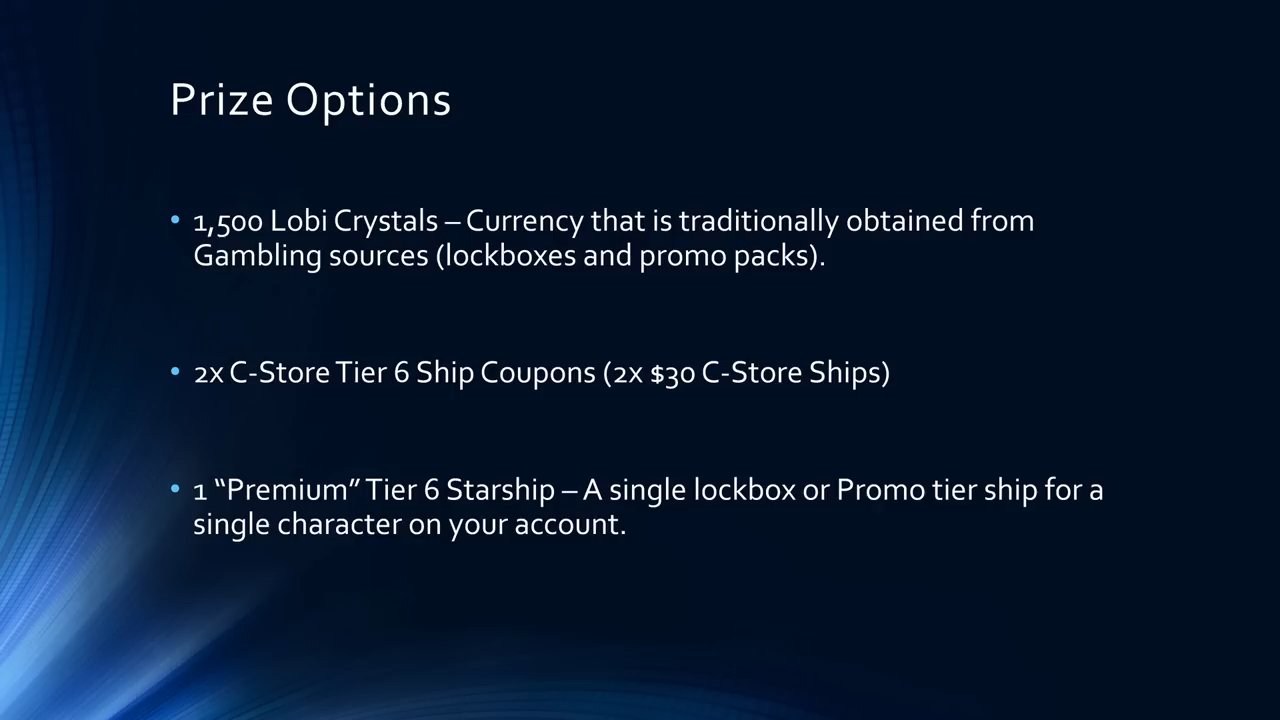 Prize Options
• 1,500 Lobi Crystals – Currency that is traditionally obtained from
Gambling sources (lockboxes and promo packs).
• 2x C-Store Tier 6 Ship Coupons (2x $30 C-Store Ships)
• 1 “Premium” Tier 6 Starship – A single lockbox or Promo tier ship for a
single character on your account.